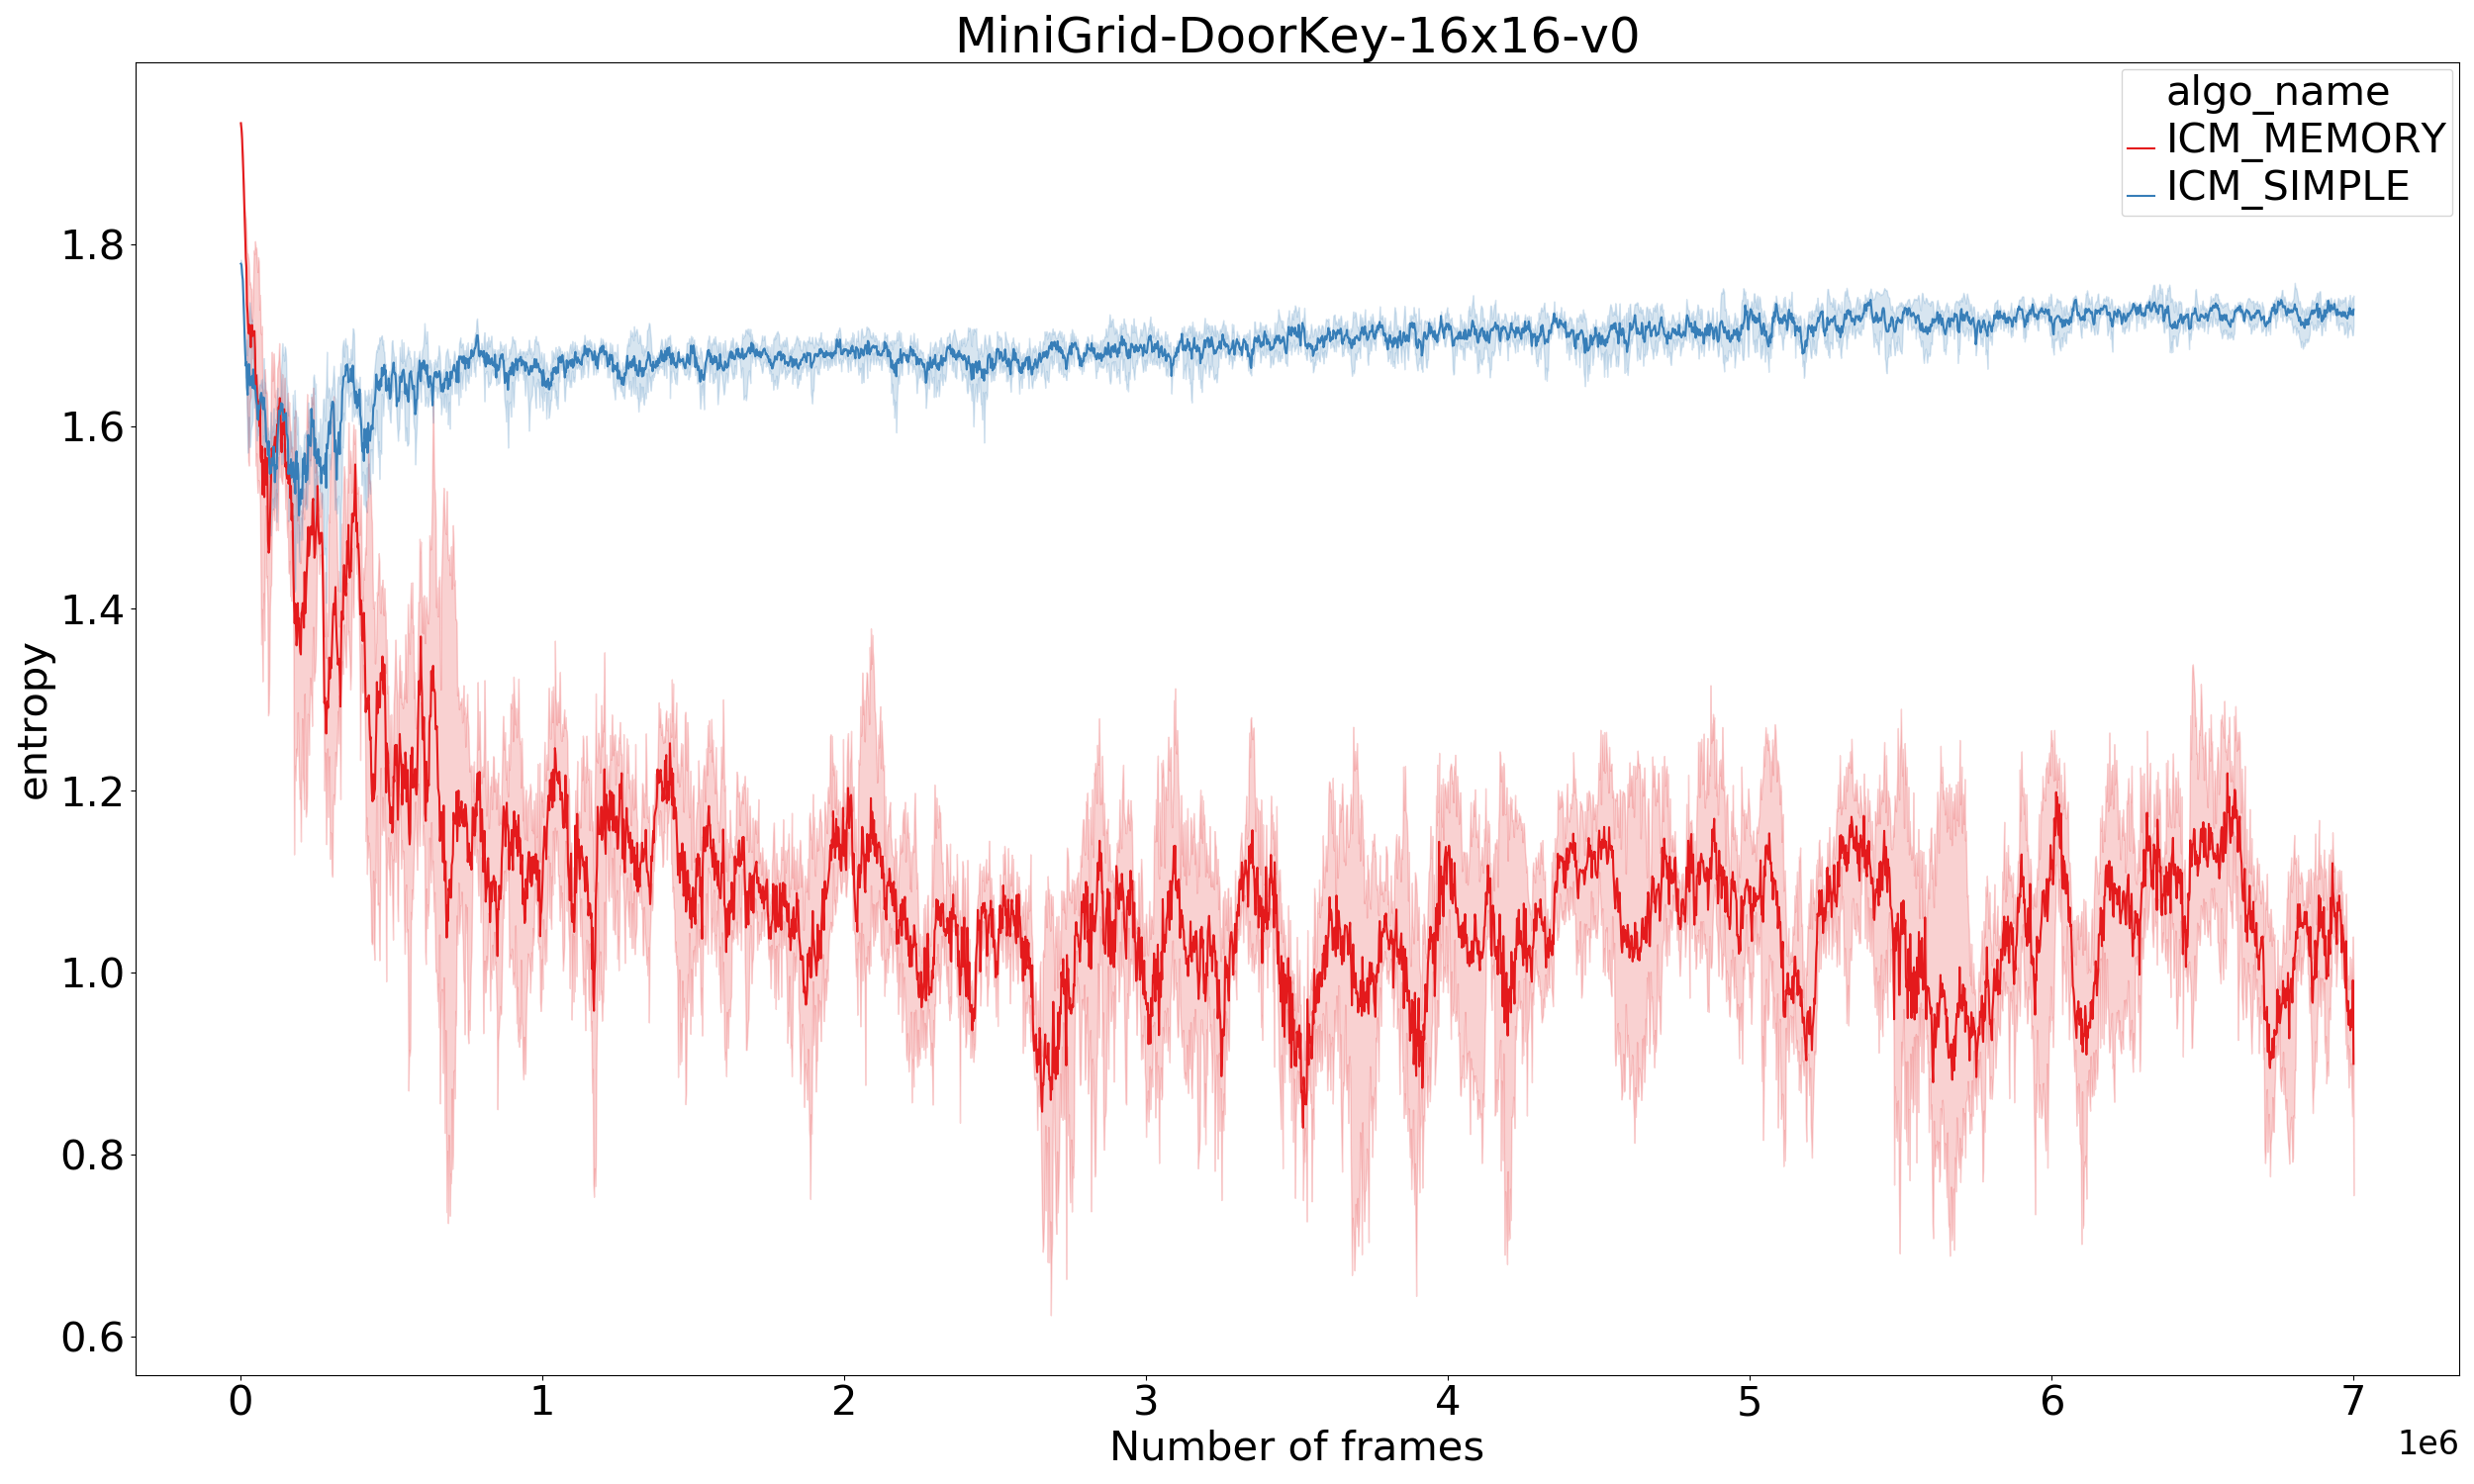 MiniGrid-DoorKey-16x16-v0
algo_name
ICM_MEMORY
ICM_SIMPLE
entropy
1.8
1.6
1.4
1.2
1.0
0.8
0.6
0 1 2 3 4 5 6 7
Number of frames
1e6